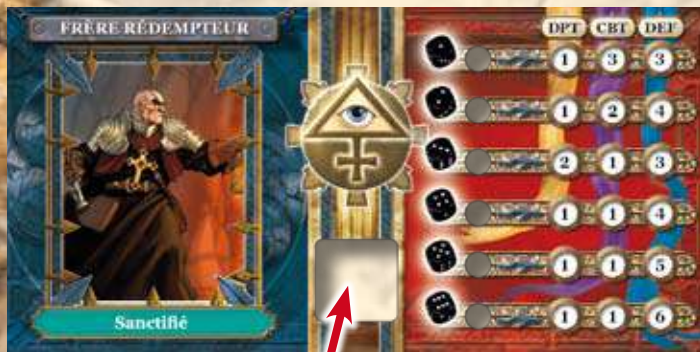 FRÈRE RÉDEMPTEUR
Sanctifié
DPT CBT DEF
1 3 3
1 2 4
2 1 3
1 1 4
1 1 5
1 1 6